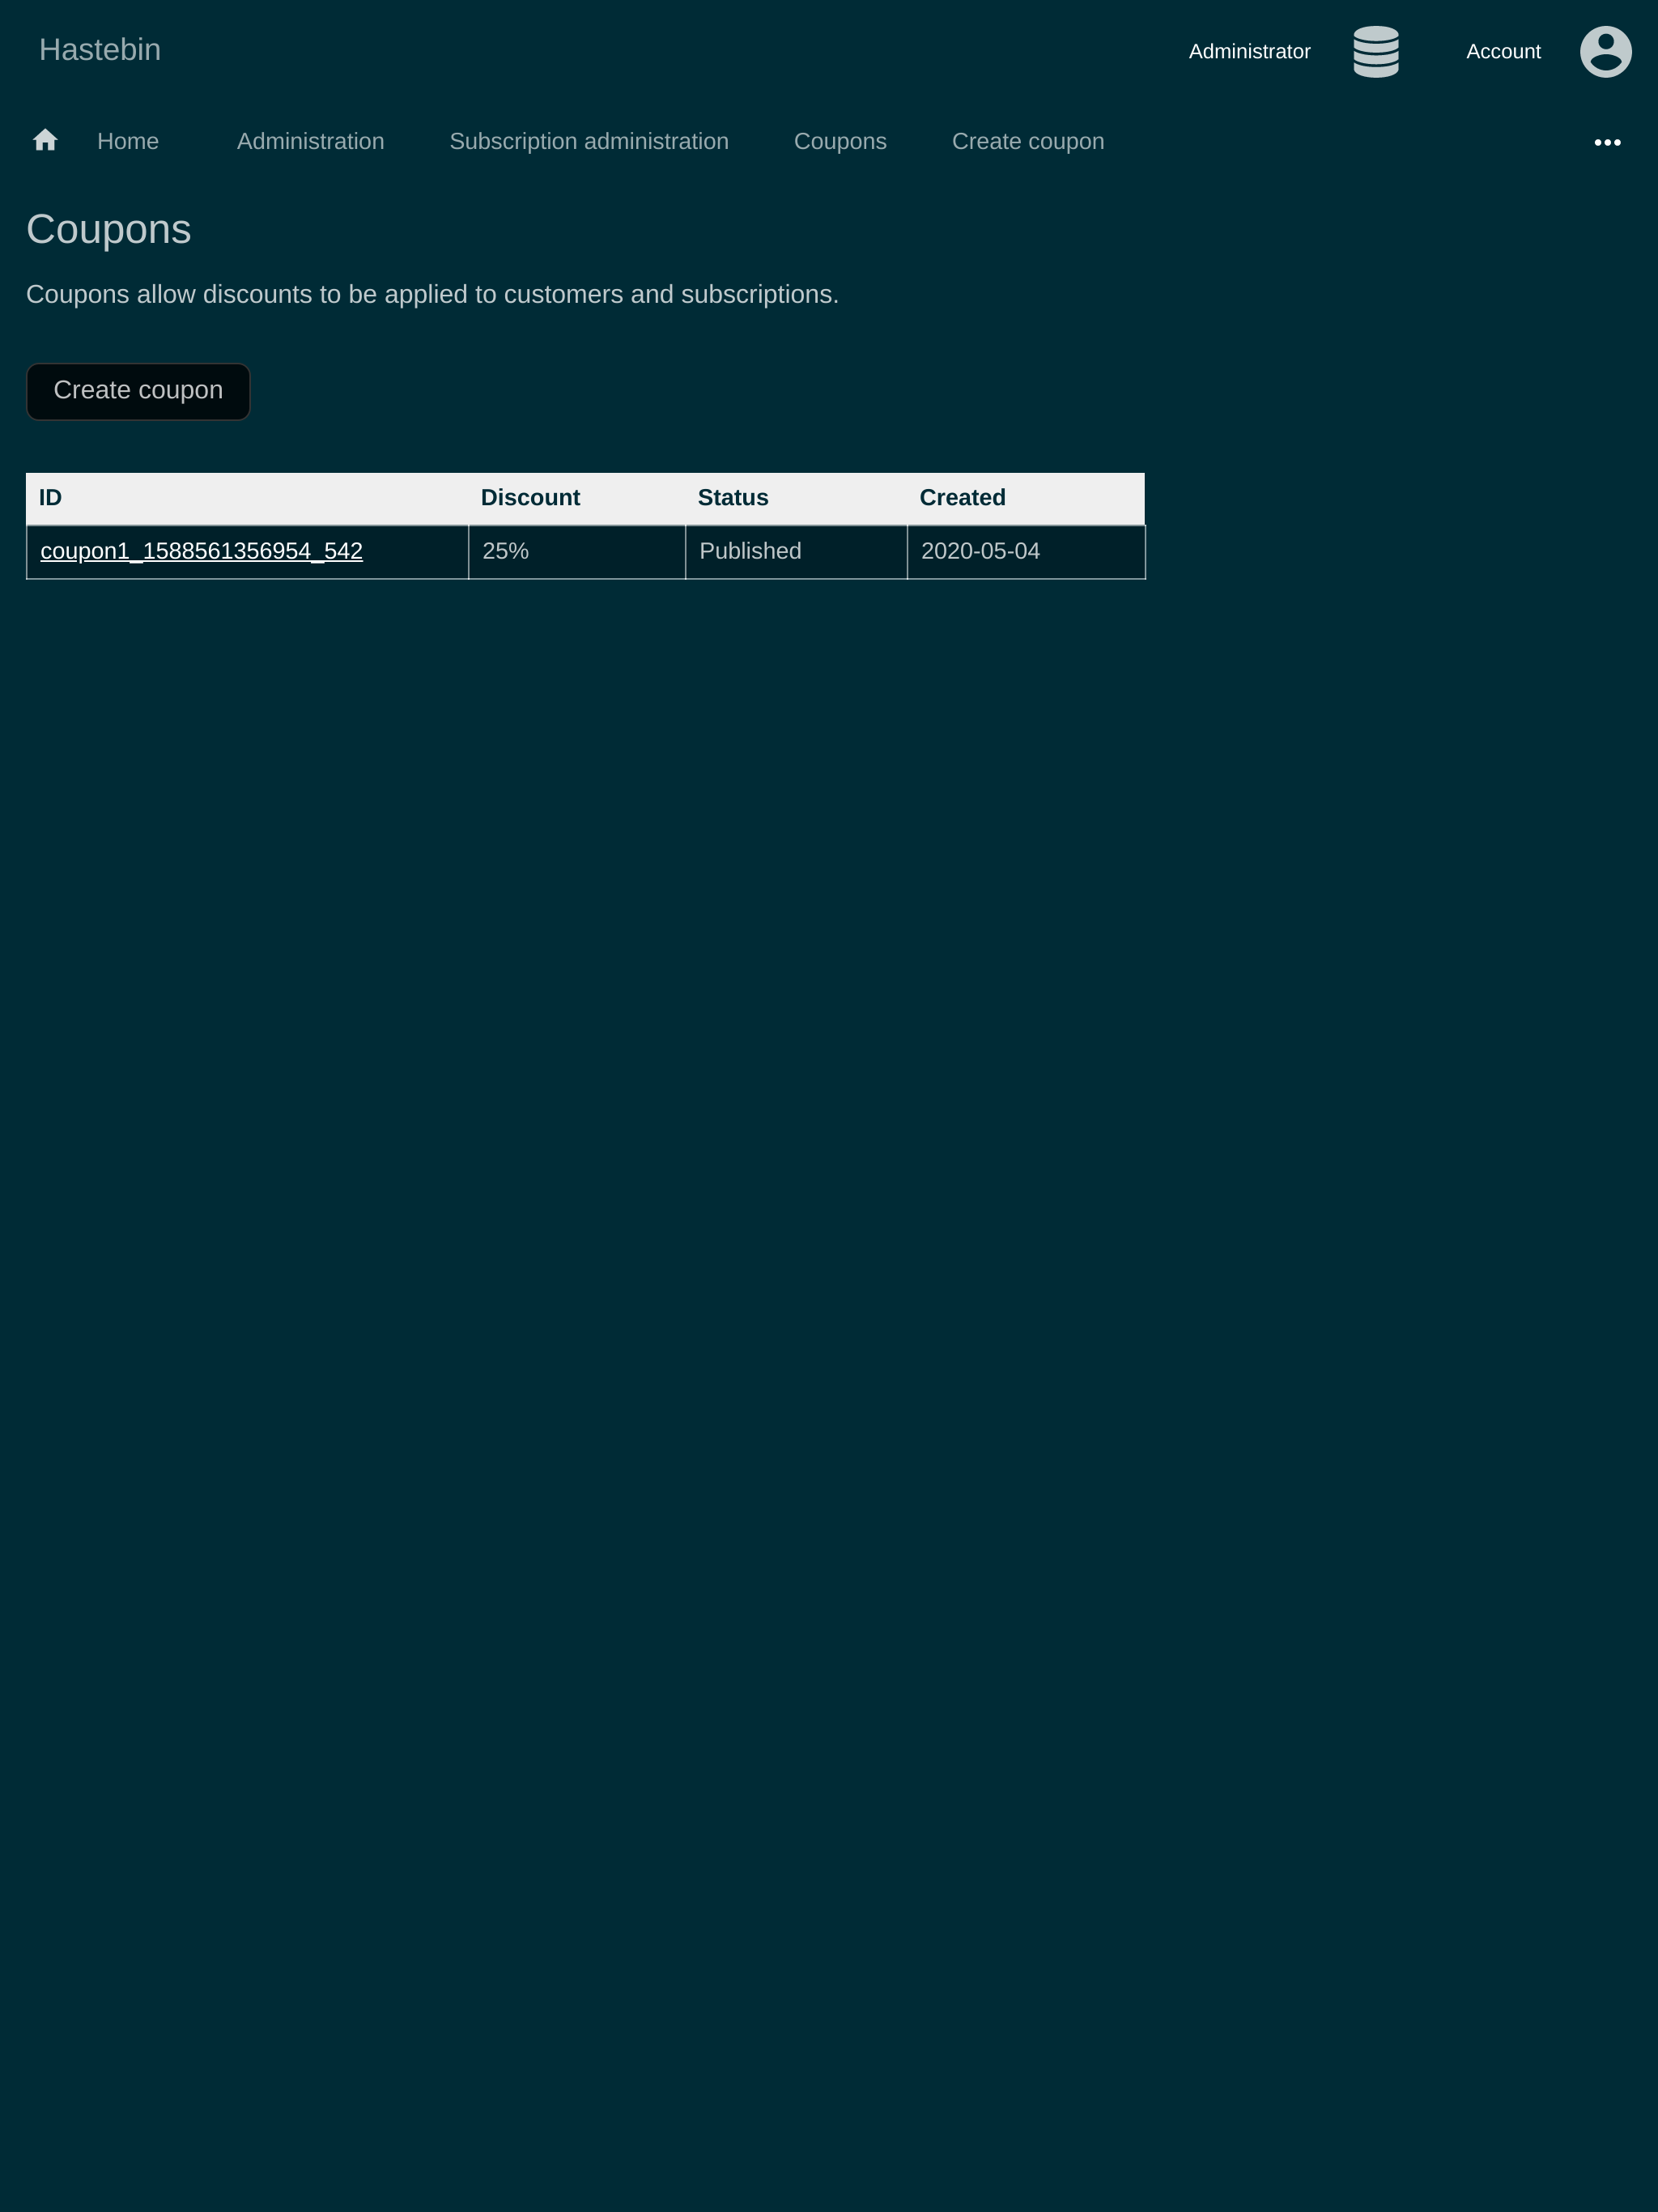 Hastebin
Administrator
Account
Home Administration Subscription administration Coupons Create coupon
Coupons
Coupons allow discounts to be applied to customers and subscriptions.
Create coupon
ID Discount Status Created
coupon1_1588561356954_542 25% Published 2020-05-04